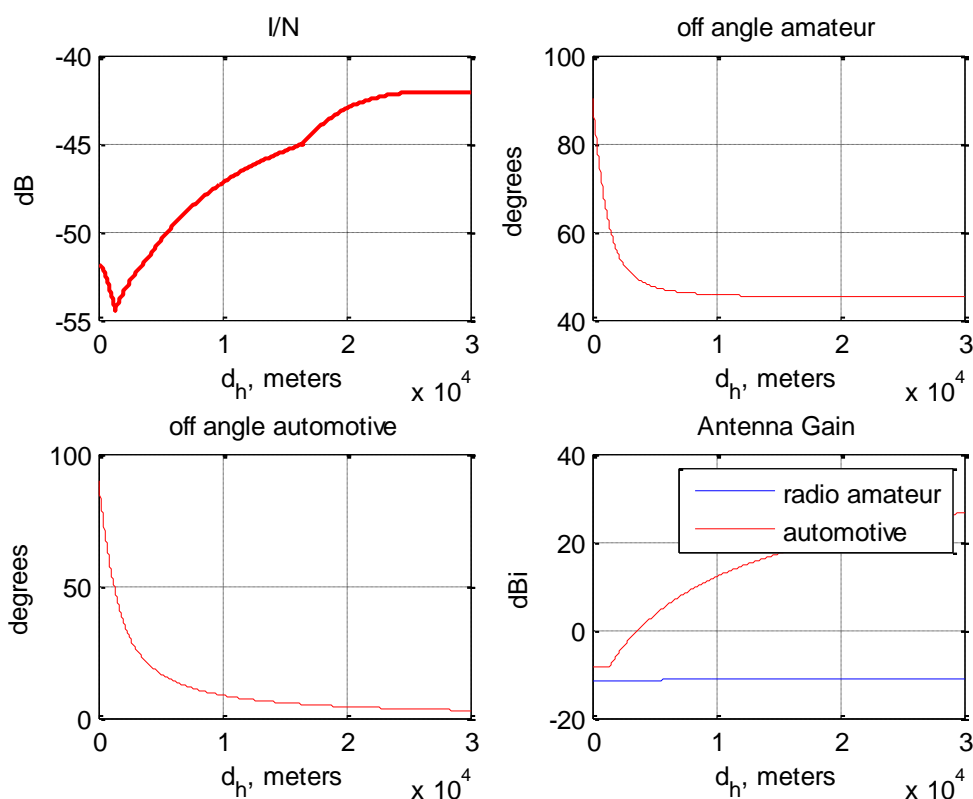 I/N
-40
-45
-50
-55
dB
0
1
2
3
d_h, meters
x 10^4
off angle amateur
100
80
60
40
degrees
0
1
2
3
d_h, meters
x 10^4
off angle automotive
100
50
0
degrees
0
1
2
3
d_h, meters
x 10^4
Antenna Gain
40
20
0
-20
dBi
radio amateur
automotive
0
1
2
3
d_h, meters
x 10^4